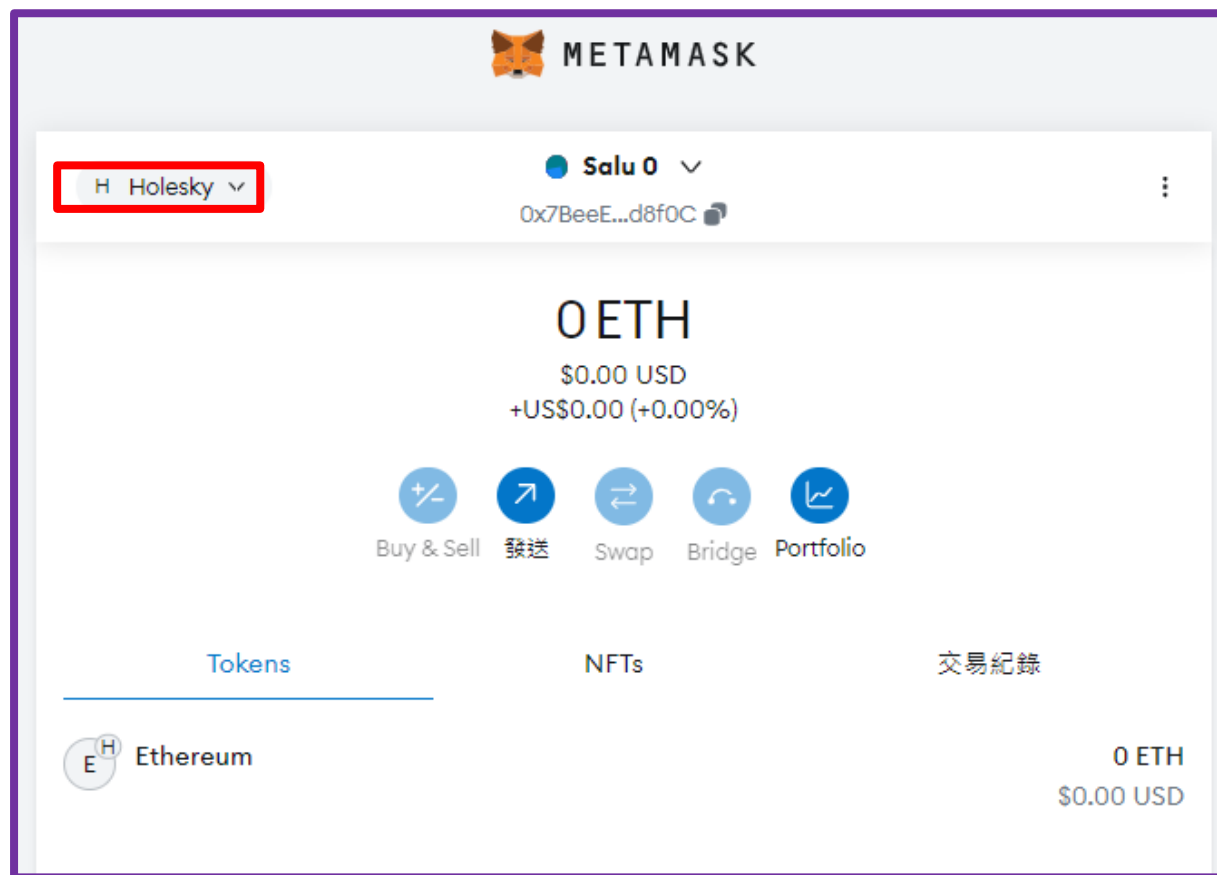 METAMASK
H Holesky
Salu 0
0x7BeeE...d8f0C
0 ETH
$0.00 USD
+US$0.00 (+0.00%)
Buy & Sell 發送 Swap Bridge Portfolio
Tokens NFTs 交易紀錄
E H Ethereum 0 ETH
$0.00 USD